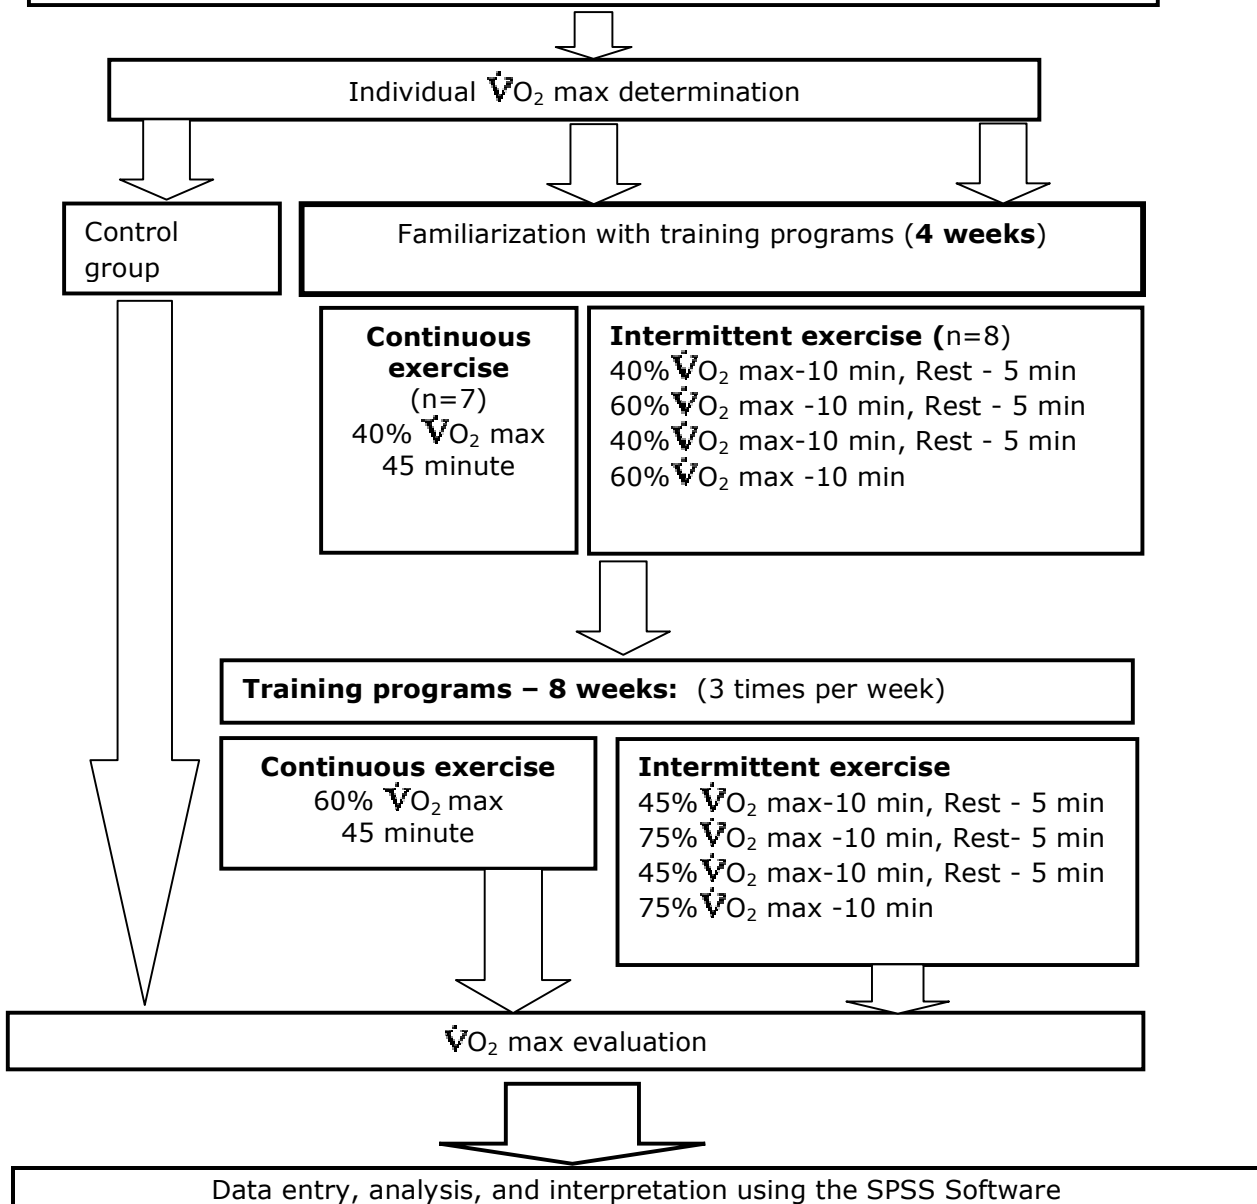 Individual V̇O₂ max determination
Control
group
Familiarization with training programs (4 weeks)
Continuous
exercise
(n=7)
40% V̇O₂ max
45 minute
Intermittent exercise (n=8)
40%V̇O₂ max-10 min, Rest - 5 min
60%V̇O₂ max -10 min, Rest - 5 min
40%V̇O₂ max-10 min, Rest - 5 min
60%V̇O₂ max -10 min
Training programs – 8 weeks: (3 times per week)
Continuous exercise
60% V̇O₂ max
45 minute
Intermittent exercise
45%V̇O₂ max-10 min, Rest - 5 min
75%V̇O₂ max -10 min, Rest- 5 min
45%V̇O₂ max-10 min, Rest - 5 min
75%V̇O₂ max -10 min
V̇O₂ max evaluation
Data entry, analysis, and interpretation using the SPSS Software